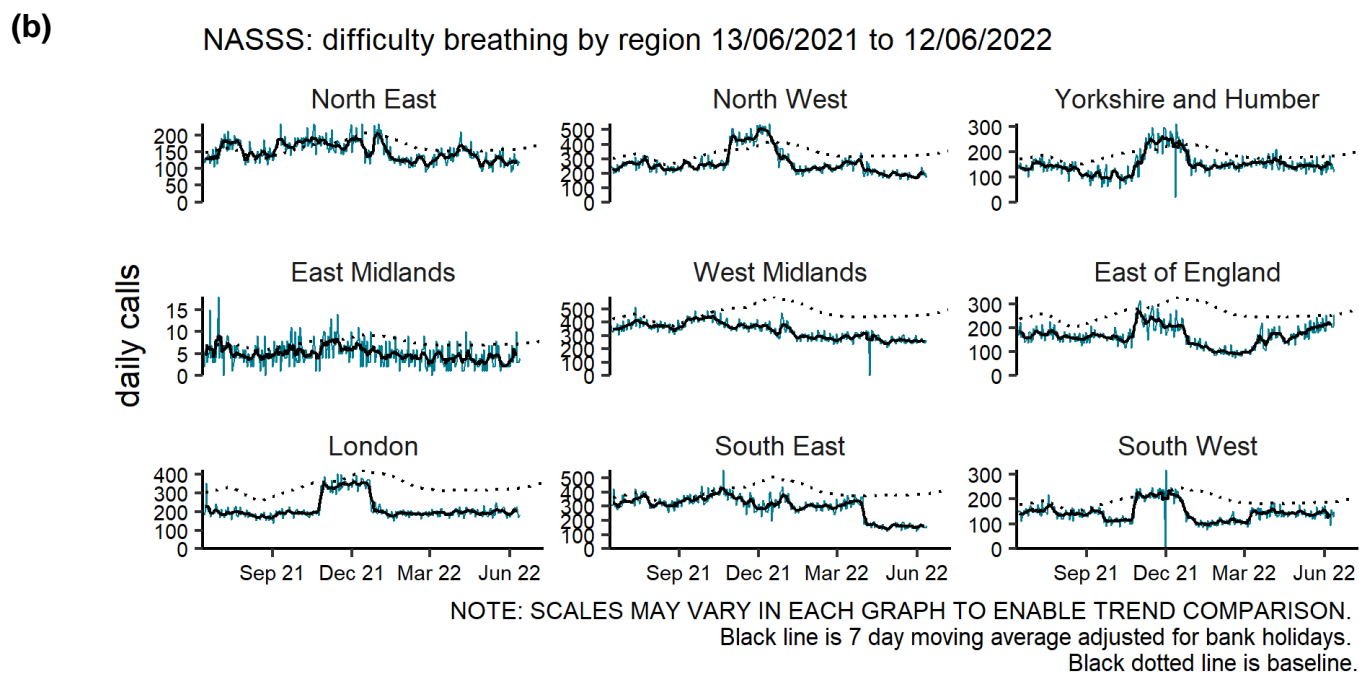 (b)
NASSS: difficulty breathing by region 13/06/2021 to 12/06/2022
daily calls
North East
200
150
100
50
0
North West
500
400
300
200
100
0
Yorkshire and Humber
300
200
100
0
East Midlands
15
10
5
0
West Midlands
500
400
300
200
100
0
East of England
300
200
100
0
London
400
300
200
100
0
Sep 21 Dec 21 Mar 22 Jun 22
South East
500
400
300
200
100
0
Sep 21 Dec 21 Mar 22 Jun 22
South West
300
200
100
0
Sep 21 Dec 21 Mar 22 Jun 22
NOTE: SCALES MAY VARY IN EACH GRAPH TO ENABLE TREND COMPARISON.
Black line is 7 day moving average adjusted for bank holidays.
Black dotted line is baseline.